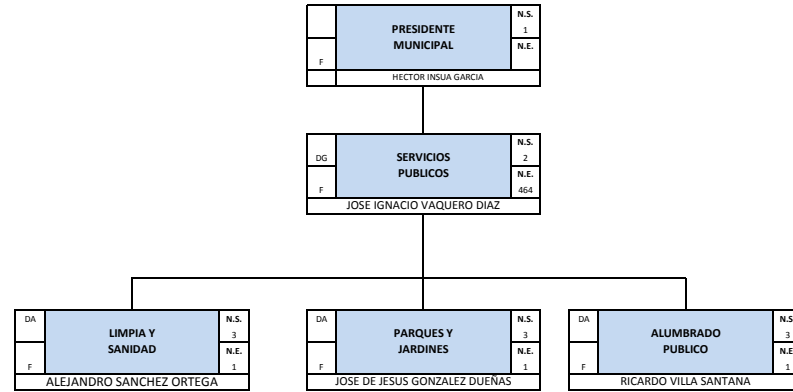 N.S.
PRESIDENTE 1
MUNICIPAL N.E.
F
HECTOR INSUA GARCIA
N.S.
DG SERVICIOS 2
PUBLICOS N.E.
F 464
JOSE IGNACIO VAQUERO DIAZ
DA N.S.
LIMPIA Y 3
SANIDAD N.E.
F 1
ALEJANDRO SANCHEZ ORTEGA
DA N.S.
PARQUES Y 3
JARDINES N.E.
F 1
JOSE DE JESUS GONZALEZ DUEÑAS
DA N.S.
ALUMBRADO 3
PUBLICO N.E.
F 1
RICARDO VILLA SANTANA